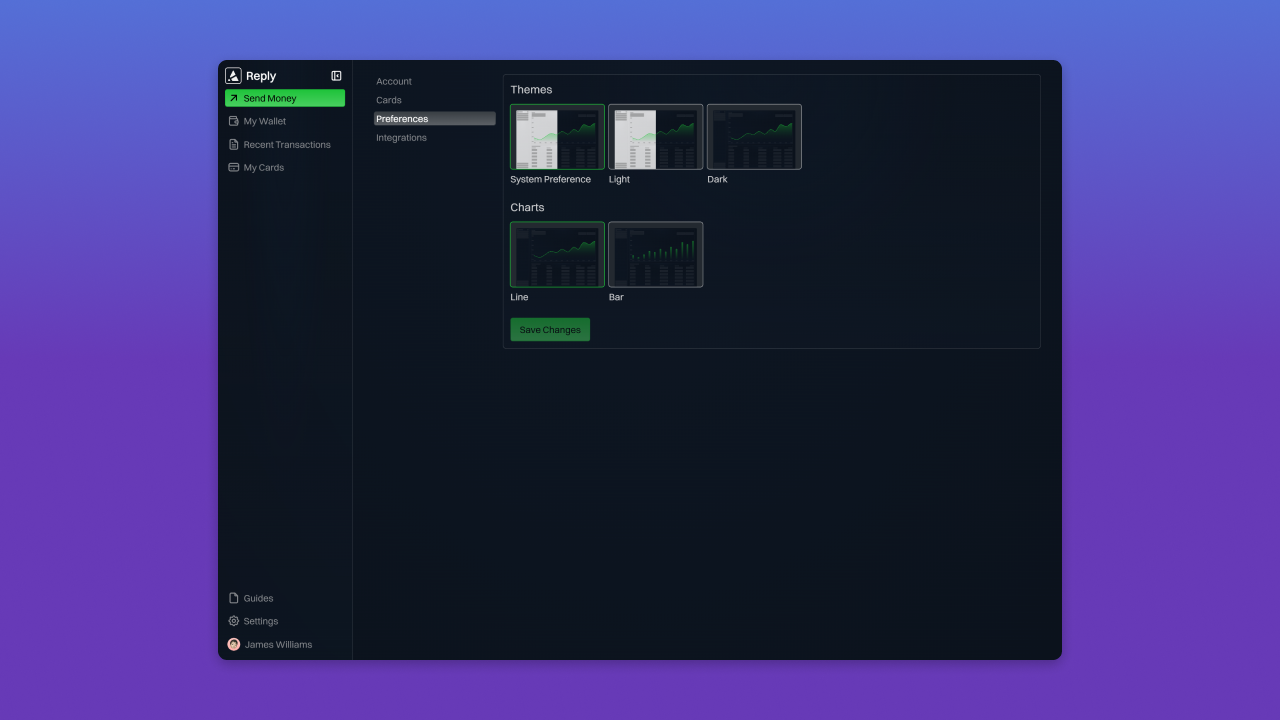 Reply
Send Money
My Wallet
Recent Transactions
My Cards
Guides
Settings
James Williams
Account
Cards
Preferences
Integrations
Themes
System Preference
Light
Dark
Charts
Line
Bar
Save Changes